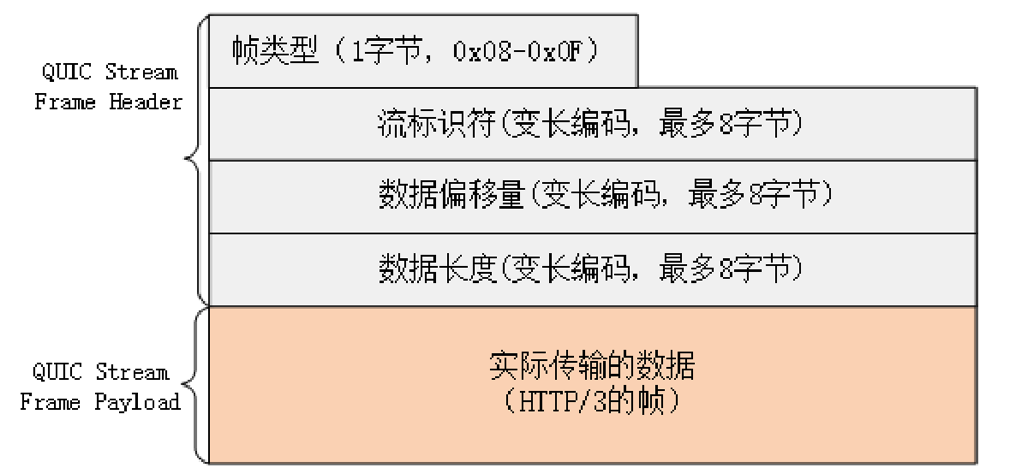 帧类型（1字节，0x08-0x0F）
QUIC Stream
Frame Header
流标识符(变长编码，最多8字节)
数据偏移量(变长编码，最多8字节)
数据长度(变长编码，最多8字节)
实际传输的数据
（HTTP/3的帧）
QUIC Stream
Frame Payload